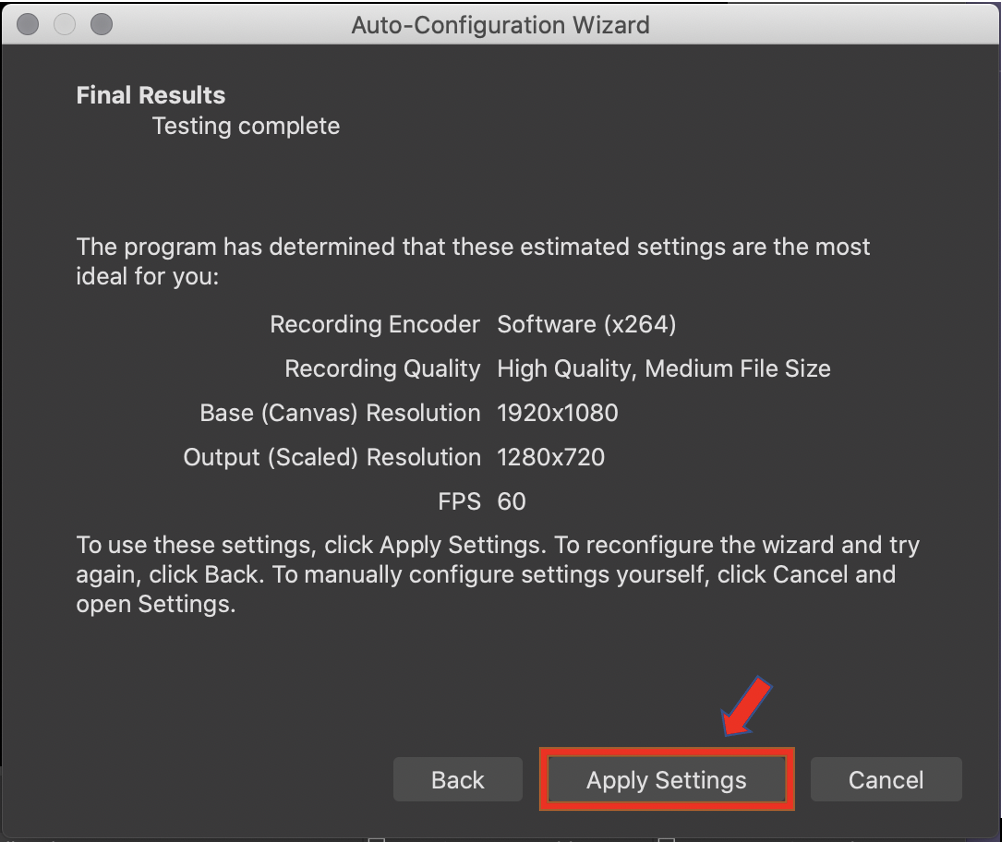 Auto-Configuration Wizard
Final Results
Testing complete
The program has determined that these estimated settings are the most
ideal for you:
Recording Encoder Software (x264)
Recording Quality High Quality, Medium File Size
Base (Canvas) Resolution 1920x1080
Output (Scaled) Resolution 1280x720
FPS 60
To use these settings, click Apply Settings. To reconfigure the wizard and try
again, click Back. To manually configure settings yourself, click Cancel and
open Settings.
Back Apply Settings Cancel